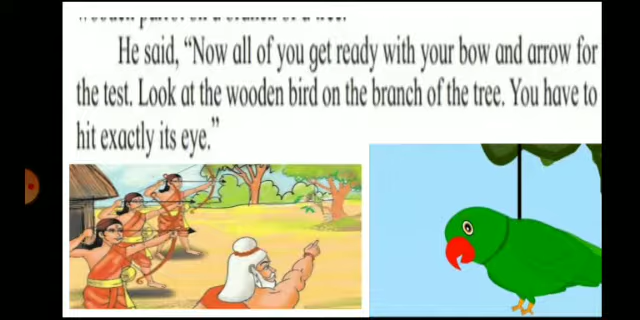 He said, “Now all of you get ready with your bow and arrow for
the test. Look at the wooden bird on the branch of the tree. You have to
hit exactly its eye.”